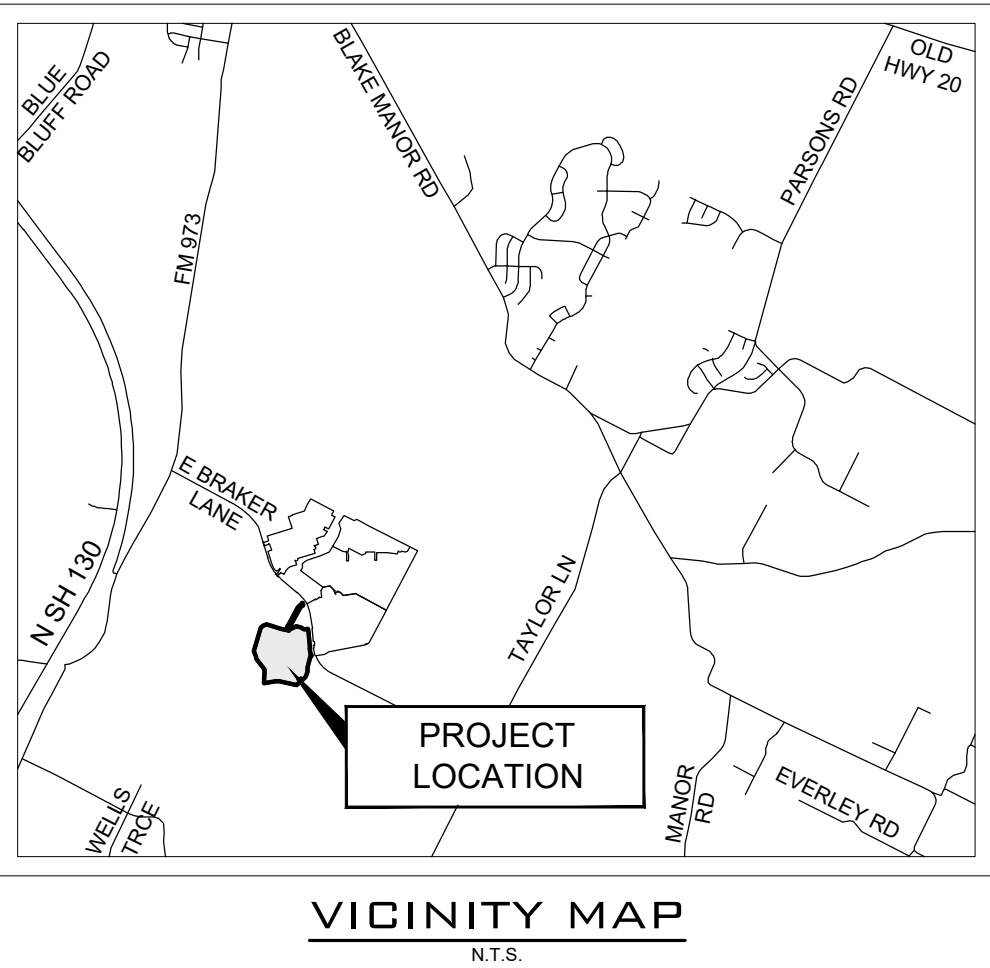 BLUE
BLUFF ROAD
BLAKE MANOR RD
OLD
HWY 20
PARSONS RD
FM 973
E BRAKER
LANE
N SH 130
TAYLOR LN
PROJECT
LOCATION
WELLS
TRCE
MANOR
RD
EVERLEY RD
VICINITY MAP
N.T.S.